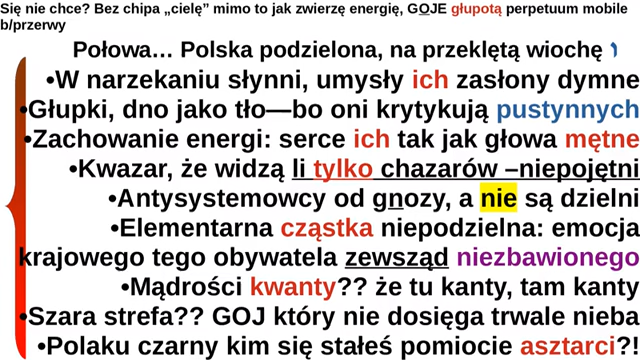 Się nie chce? Bez chipa „cielę” mimo to jak zwierzę energię, GOJE głupotą perpetuum mobile
b/przerwy
Połowa… Polska podzielona, na przeklętą wiochę
•W narzekaniu słynni, umysły ich zasłony dymne
•Głupki, dno jako tło—bo oni krytykują pustynnych
•Zachowanie energi: serce ich tak jak głowa mętne
•Kwazar, że widzą li tylko chazarów –niepojętni
•Antysystemowcy od gnozy, a nie są dzielni
•Elementarna cząstka niepodzielna: emocja
krajowego tego obywatela zewsząd niezbawionego
•Mądrości kwanty?? że tu kanty, tam kanty
•Szara strefa?? GOJ który nie dosięga trwale nieba
•Polaku czarny kim się stałeś pomiocie asztarci?!